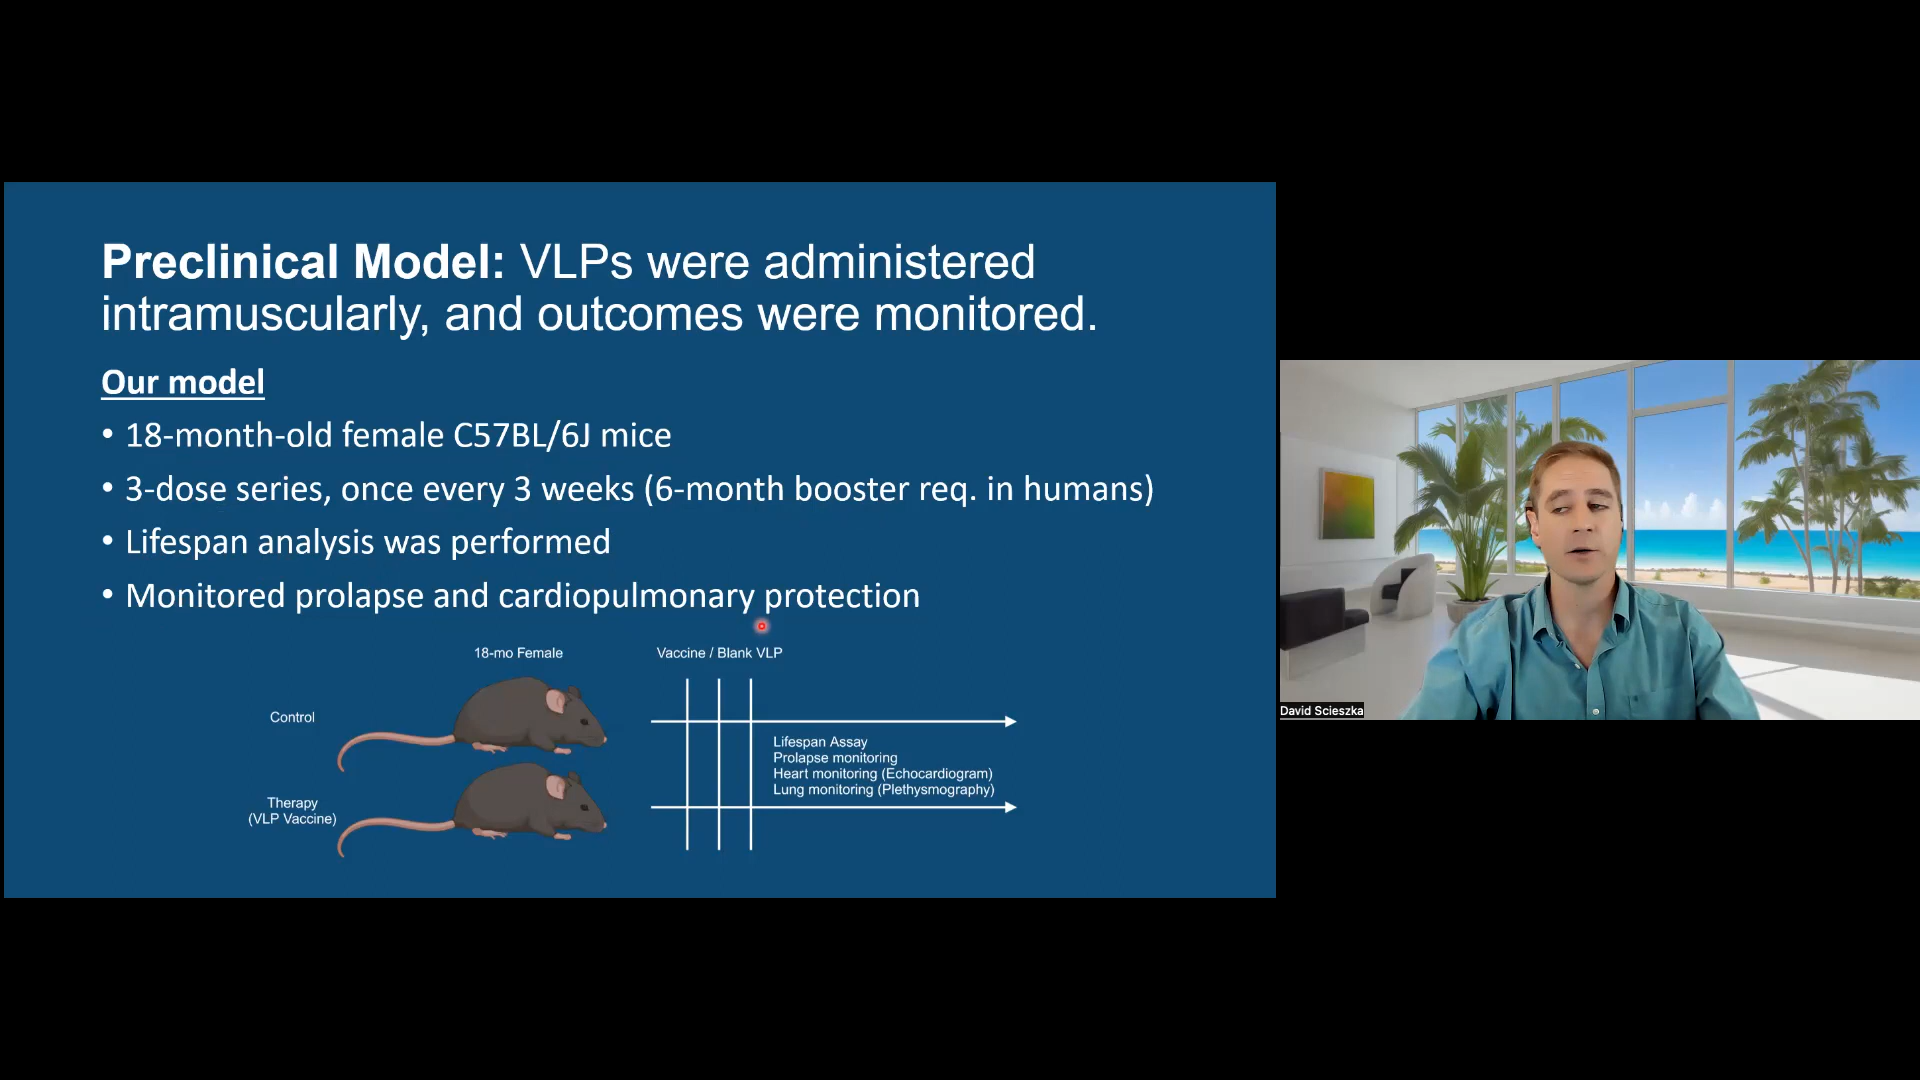 Preclinical Model: VLPs were administered
intramuscularly, and outcomes were monitored.
Our model
• 18-month-old female C57BL/6J mice
• 3-dose series, once every 3 weeks (6-month booster req. in humans)
• Lifespan analysis was performed
• Monitored prolapse and cardiopulmonary protection
18-mo Female
Vaccine / Blank VLP
Control
Lifespan Assay
Prolapse monitoring
Heart monitoring (Echocardiogram)
Lung monitoring (Plethysmography)
Therapy
(VLP Vaccine)
David Scieszka